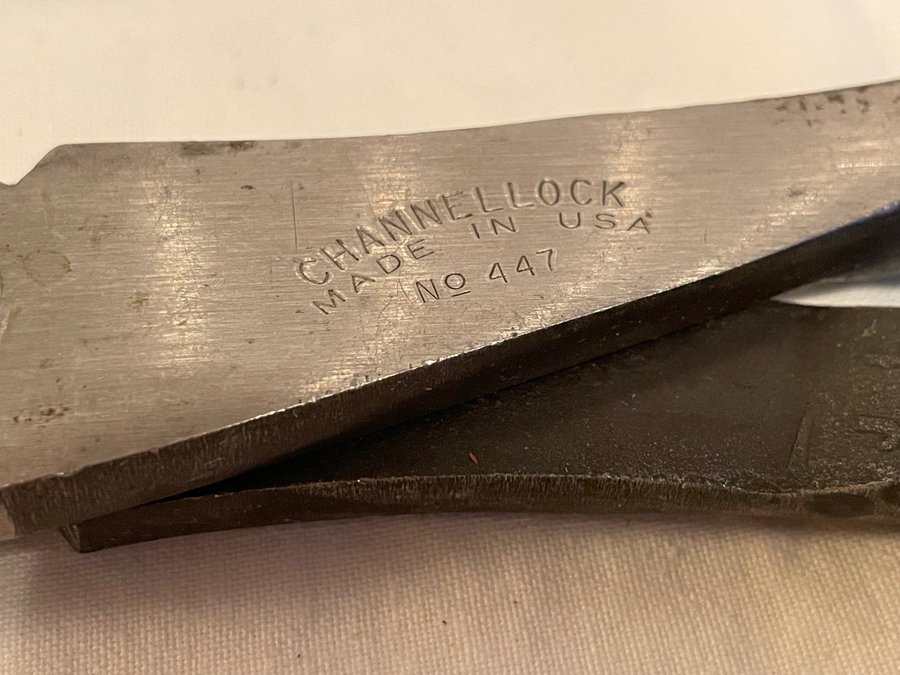 CHANNELLOCK
MADE IN USA
Nº 447